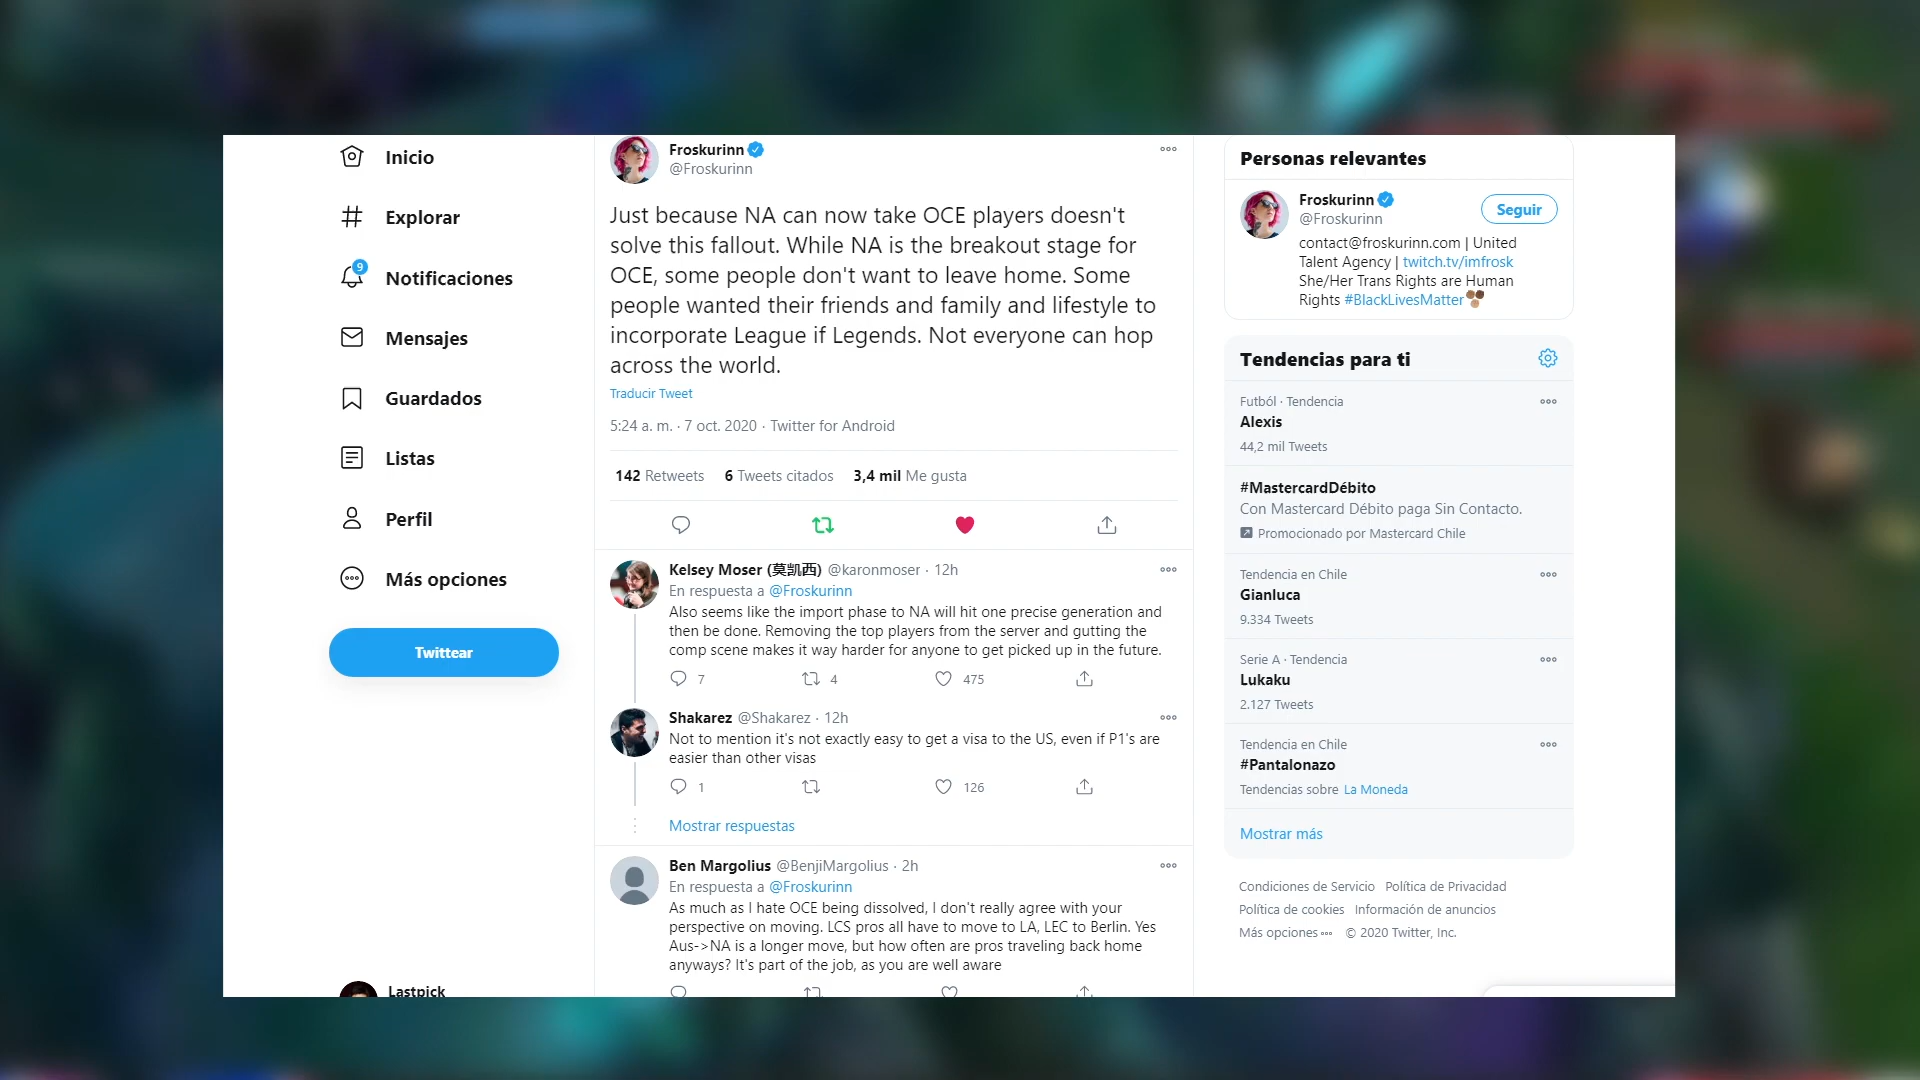 Inicio
Explorar
9
Notificaciones
Mensajes
Guardados
Listas
Perfil
Más opciones
Twittear
Lastpick
Froskurinn
@Froskurinn
Just because NA can now take OCE players doesn't
solve this fallout. While NA is the breakout stage for
OCE, some people don't want to leave home. Some
people wanted their friends and family and lifestyle to
incorporate League if Legends. Not everyone can hop
across the world.
Traducir Tweet
5:24 a. m. · 7 oct. 2020 · Twitter for Android
142 Retweets 6 Tweets citados 3,4 mil Me gusta
Kelsey Moser (莫凯西) @karonmoser · 12h
En respuesta a @Froskurinn
Also seems like the import phase to NA will hit one precise generation and
then be done. Removing the top players from the server and gutting the
comp scene makes it way harder for anyone to get picked up in the future.
7 4 475
Shakarez @Shakarez · 12h
Not to mention it's not exactly easy to get a visa to the US, even if P1's are
easier than other visas
1 126
Mostrar respuestas
Ben Margolius @BenjiMargolius · 2h
En respuesta a @Froskurinn
As much as I hate OCE being dissolved, I don't really agree with your
perspective on moving. LCS pros all have to move to LA, LEC to Berlin. Yes
Aus->NA is a longer move, but how often are pros traveling back home
anyways? It's part of the job, as you are well aware
Personas relevantes
Froskurinn
@Froskurinn
Seguir
contact@froskurinn.com | United
Talent Agency | twitch.tv/imfrosk
She/Her Trans Rights are Human
Rights #BlackLivesMatter
Tendencias para ti
Futból · Tendencia
Alexis
44,2 mil Tweets
#MastercardDébito
Con Mastercard Débito paga Sin Contacto.
Promocionado por Mastercard Chile
Tendencia en Chile
Gianluca
9.334 Tweets
Serie A · Tendencia
Lukaku
2.127 Tweets
Tendencia en Chile
#Pantalonazo
Tendencias sobre La Moneda
Mostrar más
Condiciones de Servicio Política de Privacidad
Política de cookies Información de anuncios
Más opciones © 2020 Twitter, Inc.